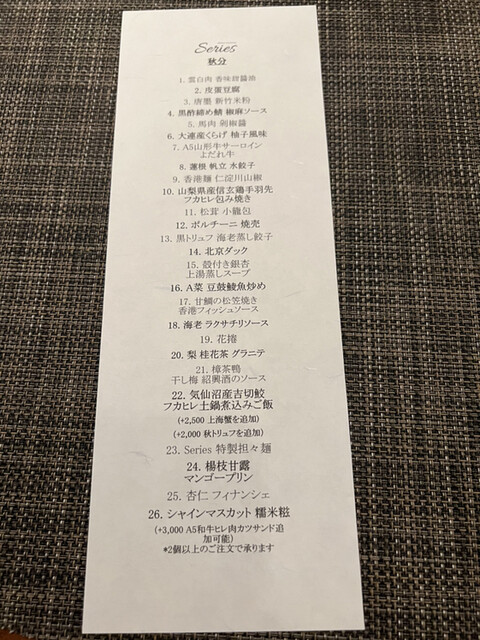 Series
秋分
1. 雲白肉 香味甜醤油
2. 皮蛋豆腐
3. 唐墨 新竹米粉
4. 黒酢締め鯖 椒麻ソース
5. 馬肉 剁椒醤
6. 大連産くらげ 柚子風味
7. A5山形牛サーロイン
よだれ牛
8. 蓮根 帆立 水餃子
9. 香港麺 仁淀川山椒
10. 山梨県産信玄鶏手羽先
フカヒレ包み焼き
11. 松茸 小籠包
12. ポルチーニ 焼売
13. 黒トリュフ 海老蒸し餃子
14. 北京ダック
15. 殻付き銀杏
上湯蒸しスープ
16. A菜 豆鼓鯪魚炒め
17. 甘鯛の松笠焼き
香港フィッシュソース
18. 海老 ラクサチリソース
19. 花捲
20. 梨 桂花茶 グラニテ
21. 樟茶鴨
干し梅 紹興酒のソース
22. 気仙沼産吉切鮫
フカヒレ土鍋煮込みご飯
(+2,500 上海蟹を追加)
(+2,000 秋トリュフを追加)
23. Series 特製担々麺
24. 楊枝甘露
マンゴープリン
25. 杏仁 フィナンシェ
26. シャインマスカット 糯米糍
(+3,000 A5和牛ヒレ肉カツサンド追
加可能)
*2個以上のご注文で承ります